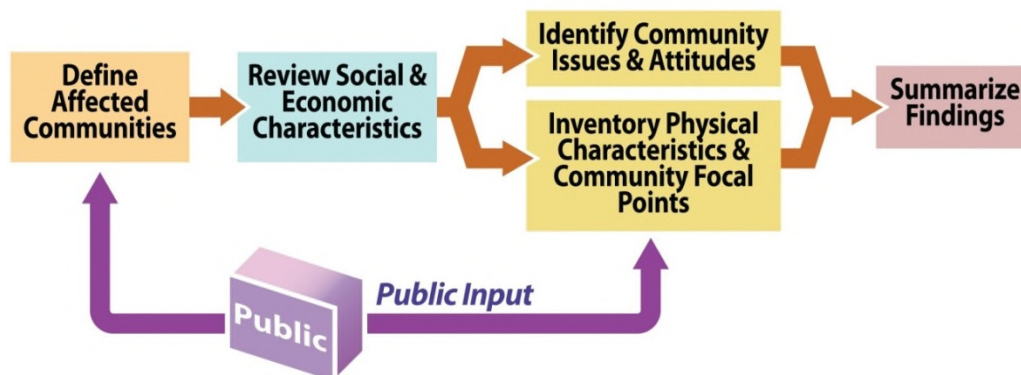 Define
Affected
Communities
Review Social &
Economic
Characteristics
Identify Community
Issues & Attitudes
Inventory Physical
Characteristics &
Community Focal
Points
Summarize
Findings
Public Input
Public